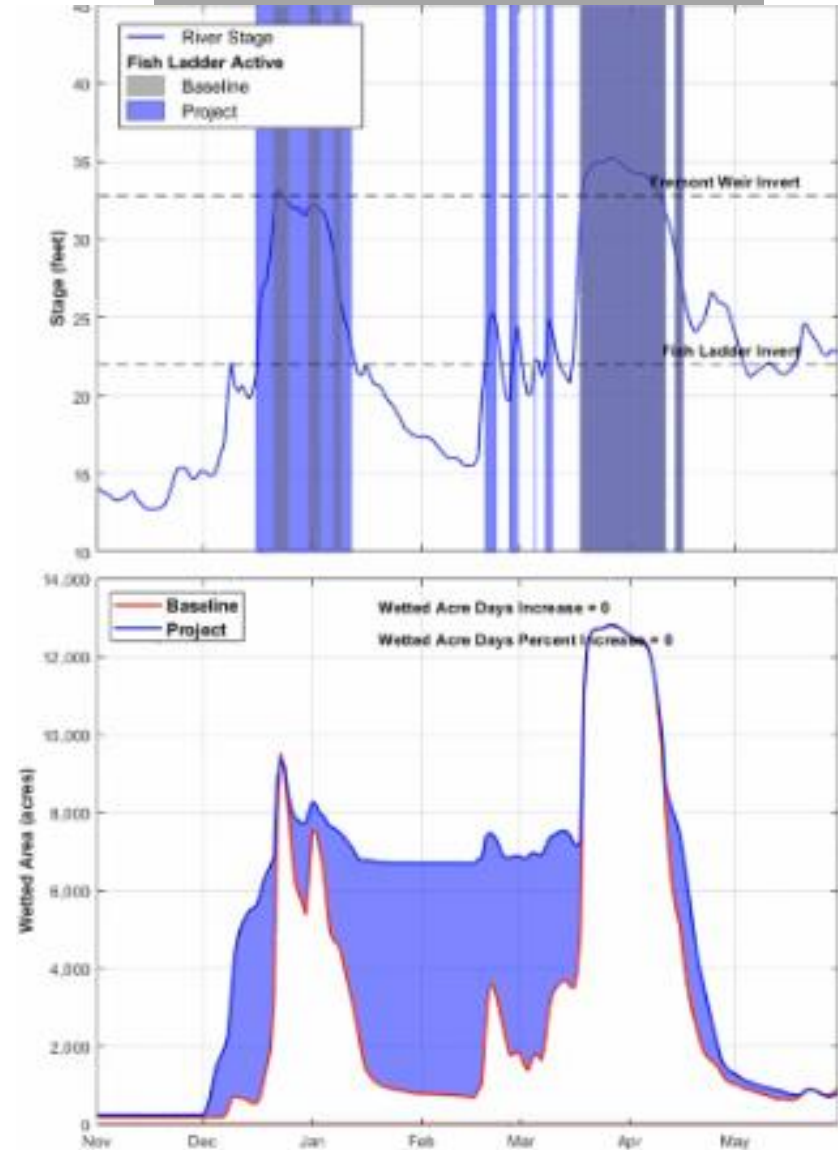 45
River Stage
Fish Ladder Active
Baseline
Project
40
35
Fremont Weir Invert
30
Stage (feet)
25
Fish Ladder Invert
20
15
10
14,000
Baseline
Project
Wetted Acre Days Increase = 0
Wetted Acre Days Percent Increase = 0
12,000
10,000
8,000
Wetted Area (acres)
6,000
4,000
2,000
0
Nov Dec Jan Feb Mar Apr May